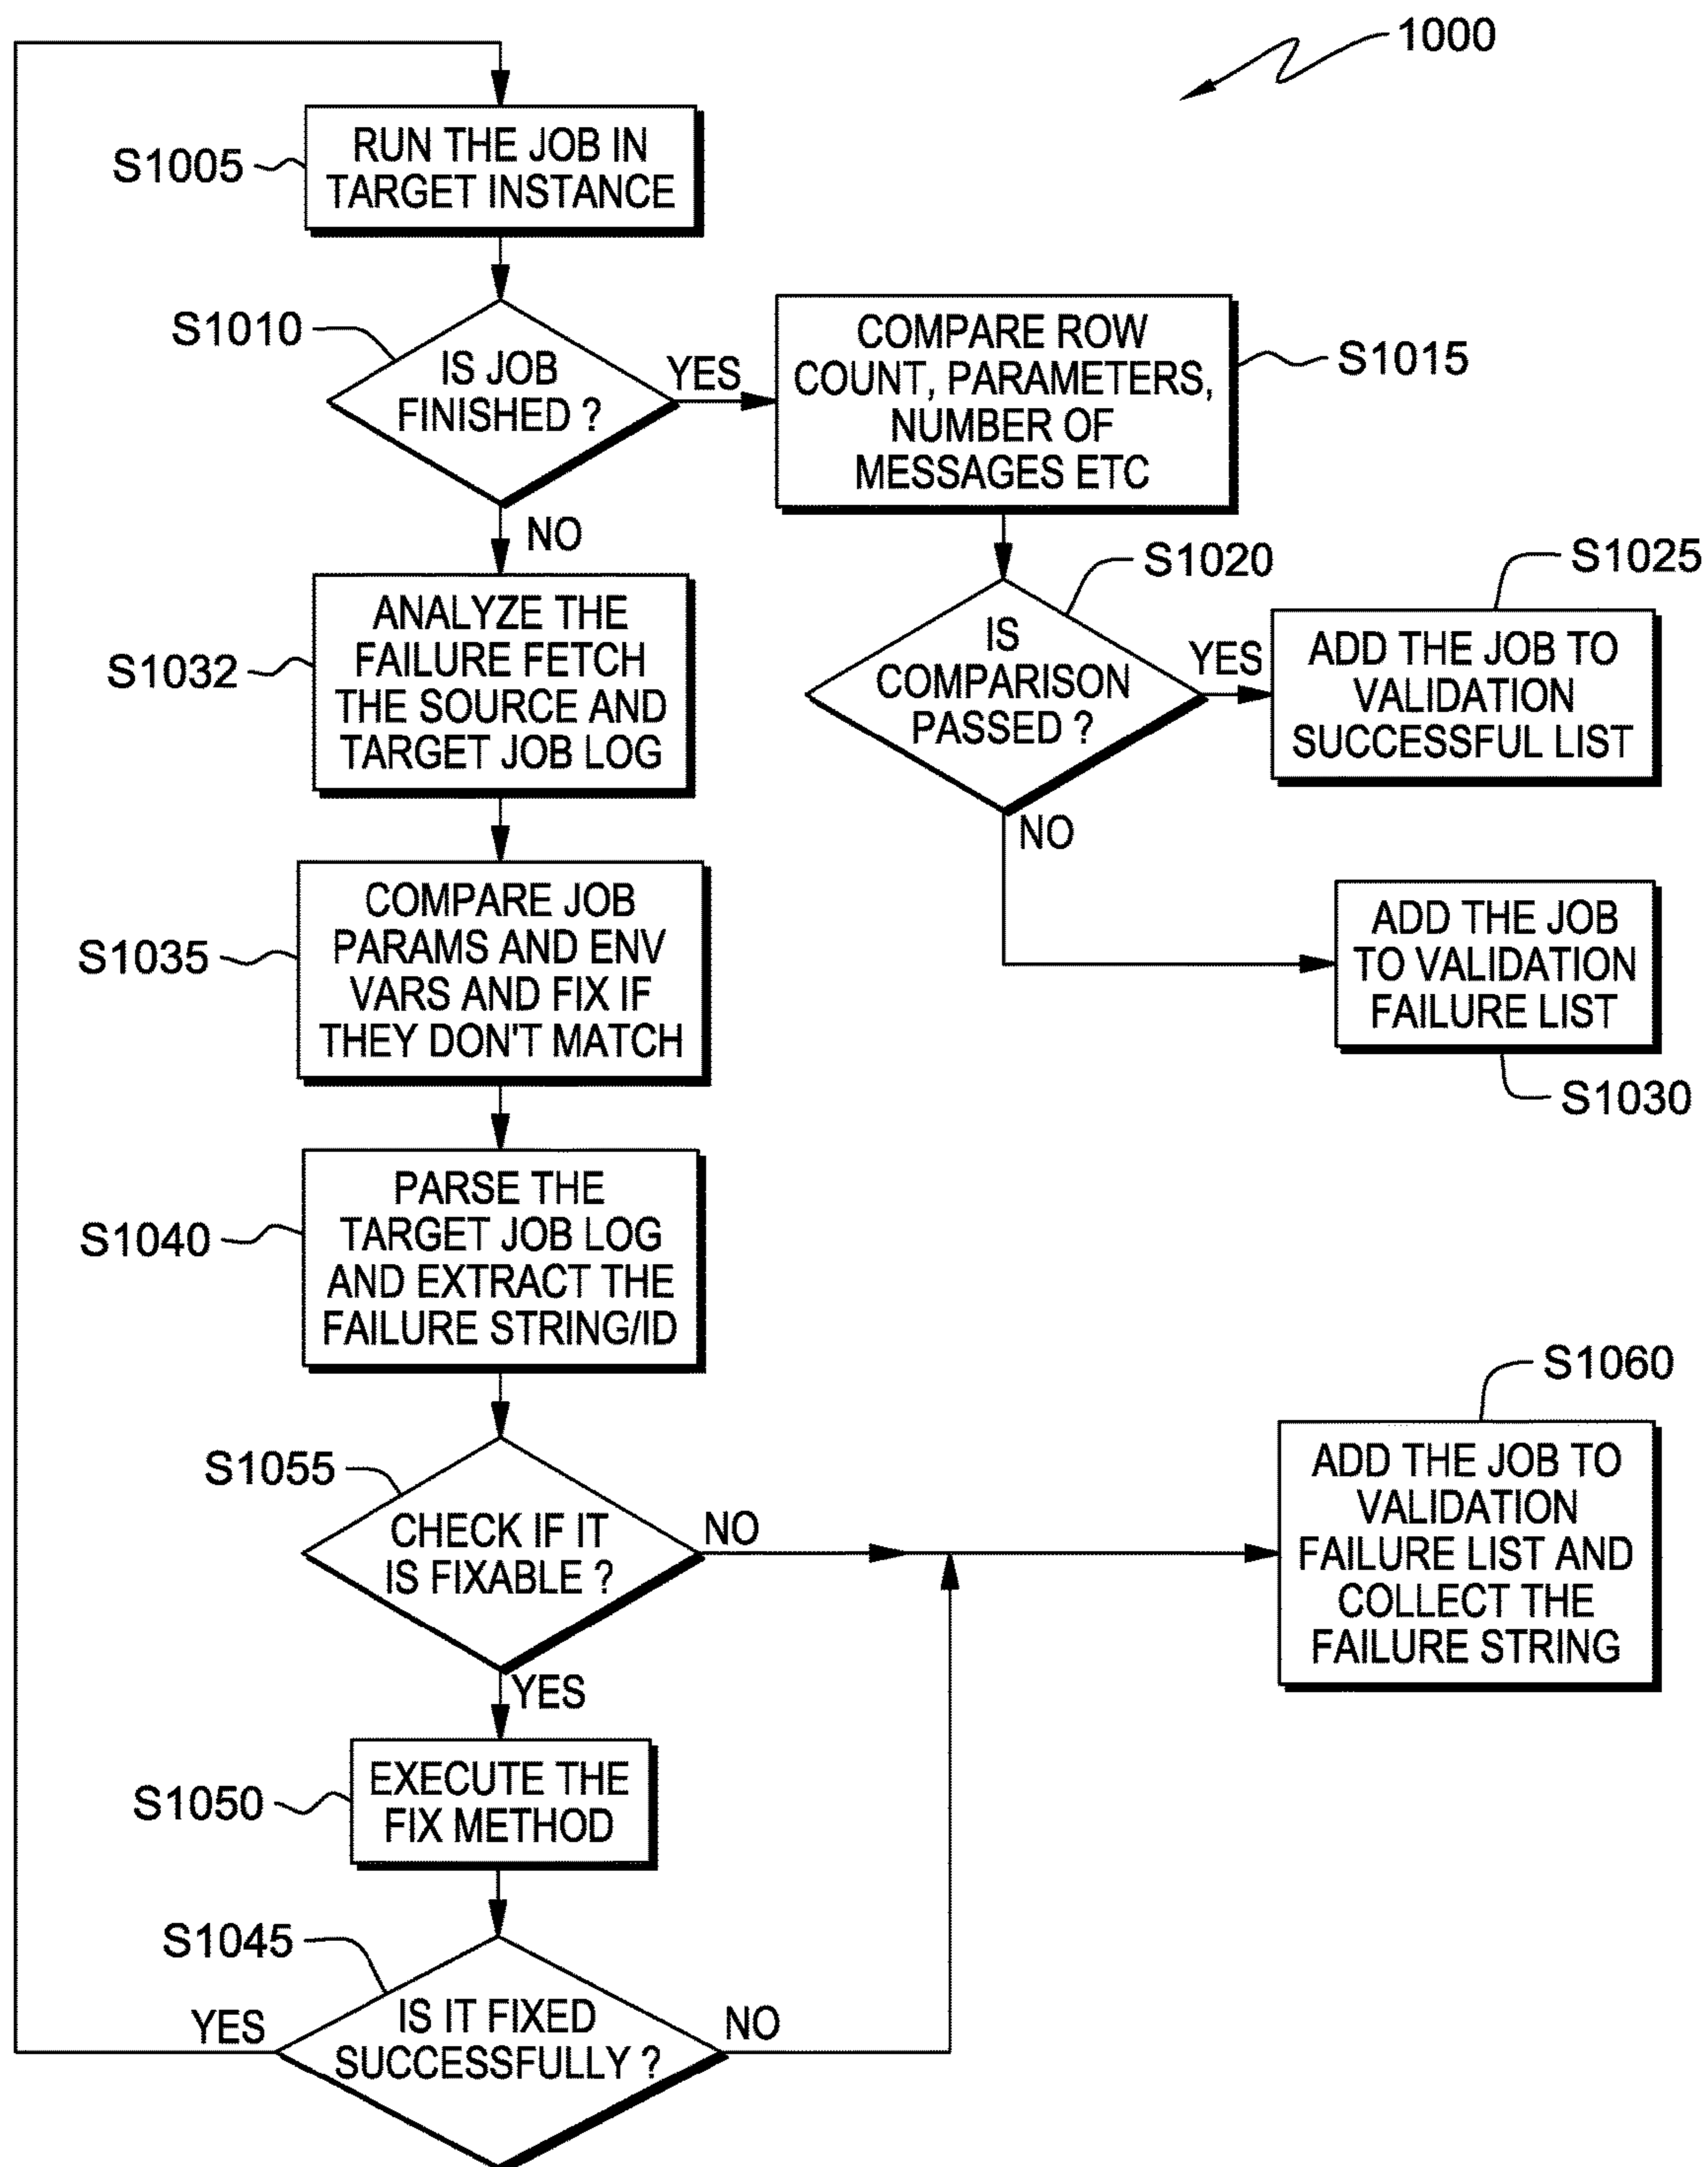 1000
S1005
RUN THE JOB IN
TARGET INSTANCE
S1010
IS JOB
FINISHED ?
YES
NO
COMPARE ROW
COUNT, PARAMETERS,
NUMBER OF
MESSAGES ETC
S1015
S1020
IS
COMPARISON
PASSED ?
YES
NO
S1025
ADD THE JOB TO
VALIDATION
SUCCESSFUL LIST
ADD THE JOB
TO VALIDATION
FAILURE LIST
S1030
S1032
ANALYZE THE
FAILURE FETCH
THE SOURCE AND
TARGET JOB LOG
S1035
COMPARE JOB
PARAMS AND ENV
VARS AND FIX IF
THEY DON'T MATCH
S1040
PARSE THE
TARGET JOB LOG
AND EXTRACT THE
FAILURE STRING/ID
S1055
CHECK IF IT
IS FIXABLE ?
NO
YES
S1060
ADD THE JOB TO
VALIDATION
FAILURE LIST AND
COLLECT THE
FAILURE STRING
S1050
EXECUTE THE
FIX METHOD
S1045
IS IT FIXED
SUCCESSFULLY ?
YES
NO